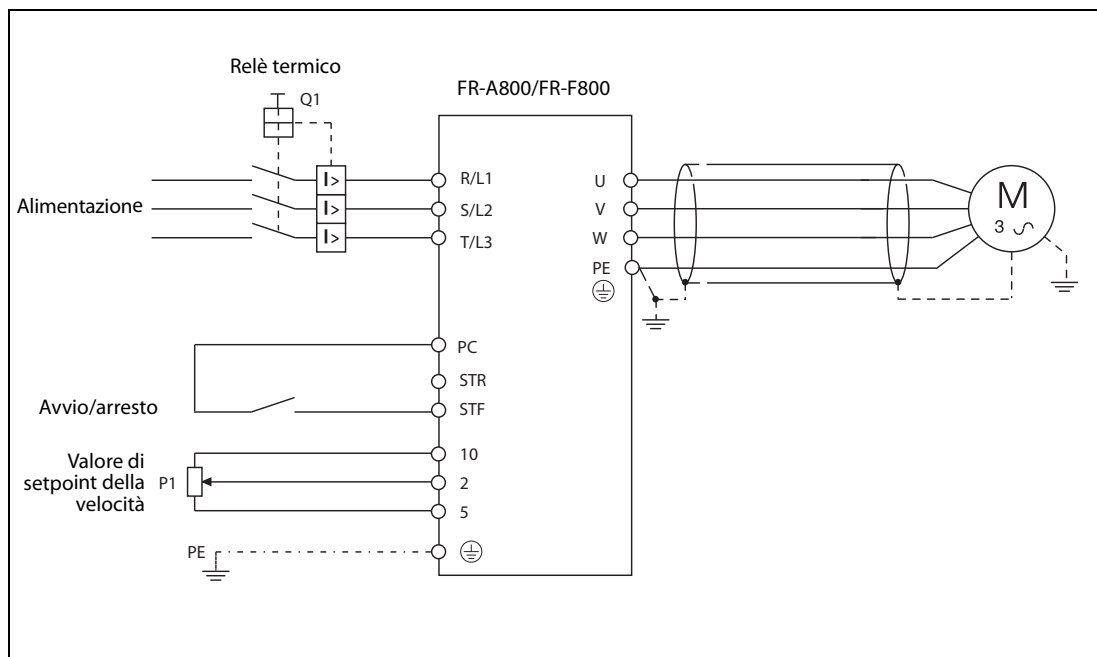 Relè termico
Q1
FR-A800/FR-F800
Alimentazione
I>
I>
I>
R/L1
S/L2
T/L3
U
V
W
PE
M
3
PC
STR
STF
Avvio/arresto
Valore di
setpoint della
velocità
P1
10
2
5
PE